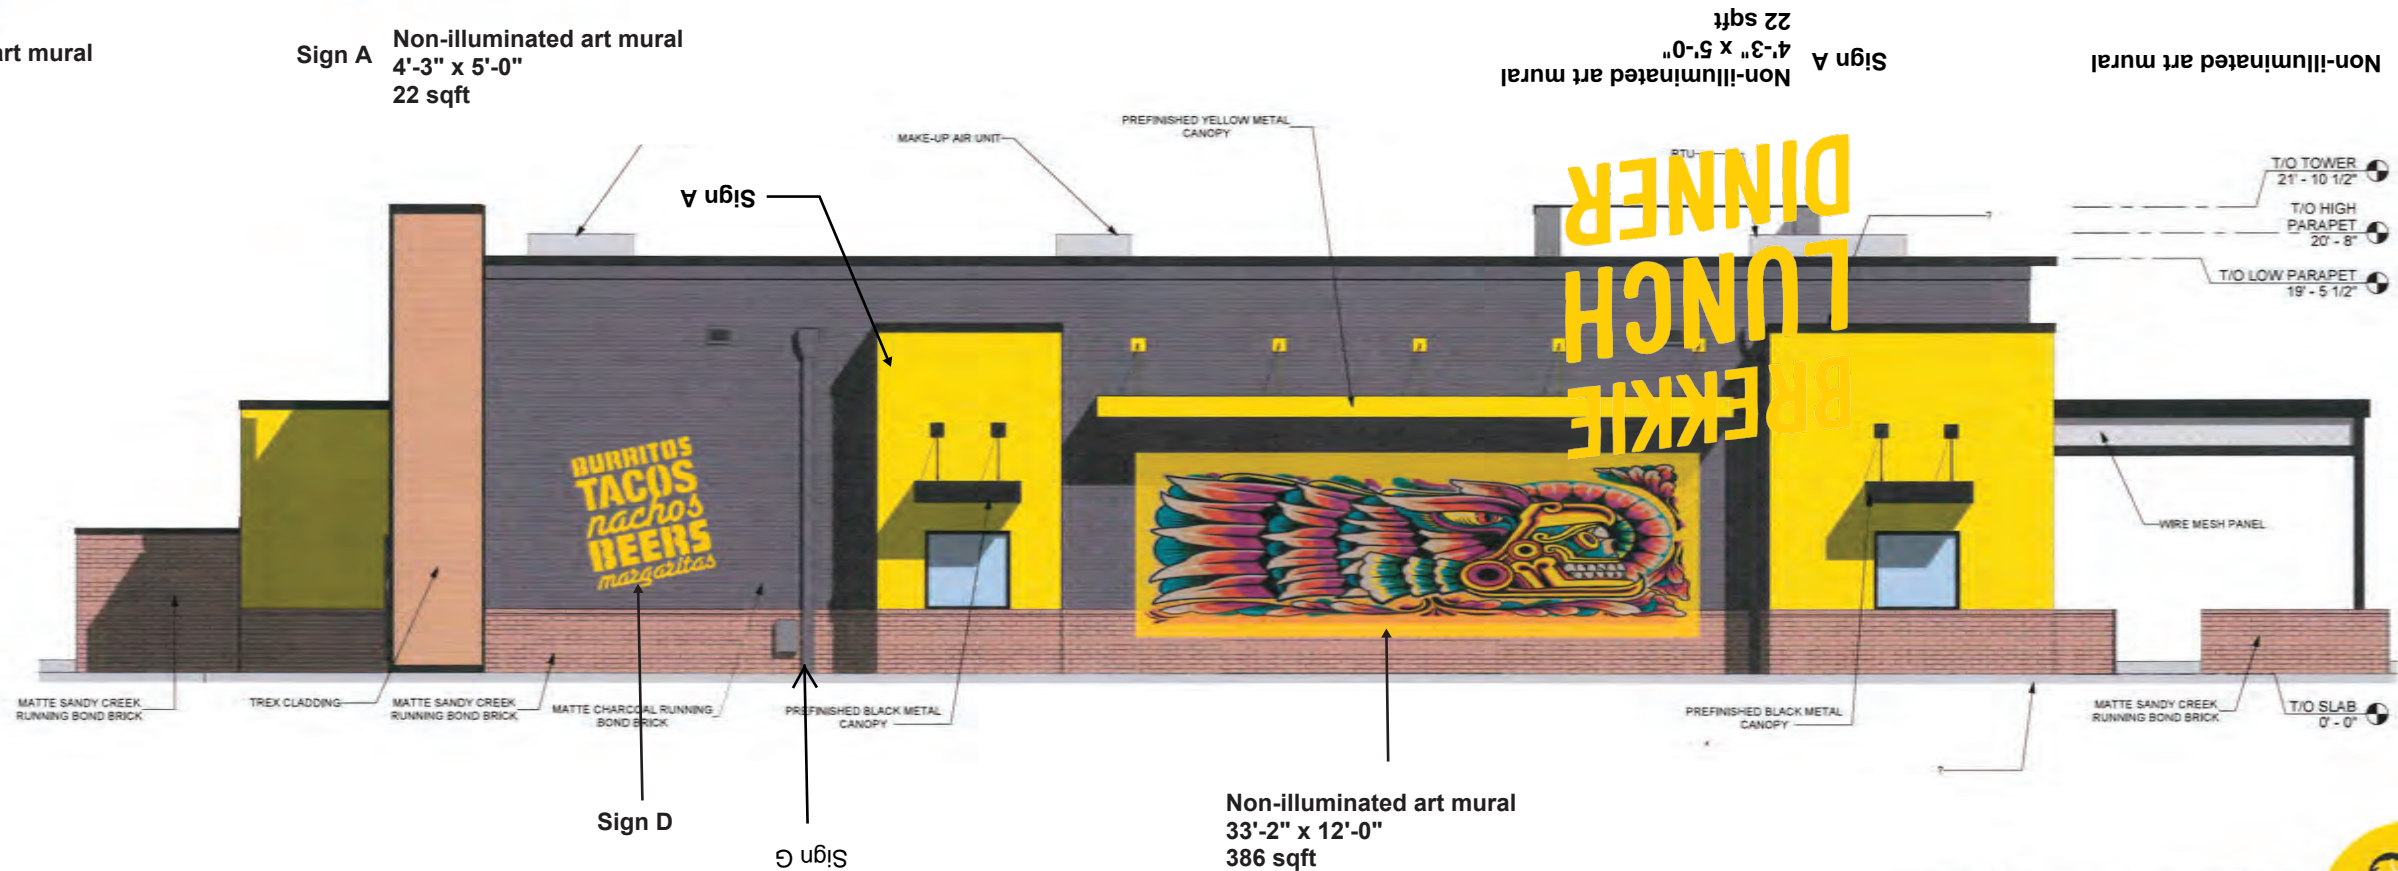 art mural
Sign A
Non-illuminated art mural
4'-3" x 5'-0"
22 sqft
Non-illuminated art mural
4'-3" x 5'-0"
22 sqft
Sign A
Non-illuminated art mural
MAKE-UP AIR UNIT
PREFINISHED YELLOW METAL
CANOPY
RTU
T/O TOWER
21' - 10 1/2"
T/O HIGH
PARAPET
20' - 8"
T/O LOW PARAPET
19' - 5 1/2"
Sign A
?
BREKKIE
LUNCH
DINNER
BURRITOS
TACOS
nachos
BEERS
margaritas
WIRE MESH PANEL
MATTE SANDY CREEK
RUNNING BOND BRICK
TREX CLADDING
MATTE SANDY CREEK
RUNNING BOND BRICK
MATTE CHARCOAL RUNNING
BOND BRICK
PREFINISHED BLACK METAL
CANOPY
PREFINISHED BLACK METAL
CANOPY
MATTE SANDY CREEK
RUNNING BOND BRICK
T/O SLAB
0' - 0"
?
Sign D
Sign G
Non-illuminated art mural
33'-2" x 12'-0"
386 sqft